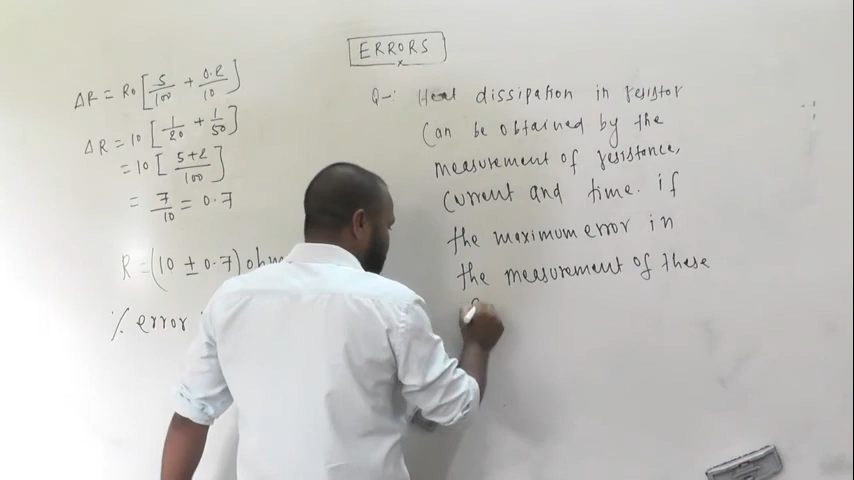 ERRORS
ΔR = R0 [5/100 + 0.2/10]
ΔR = 10 [1/20 + 1/50]
= 10 [5+2/100]
= 7/10 = 0.7
R = (10 ± 0.7) ohm
% error
Q-: Heat dissipation in resistor
can be obtained by the
measurement of resistance,
current and time. if
the maximum error in
the measurement of these